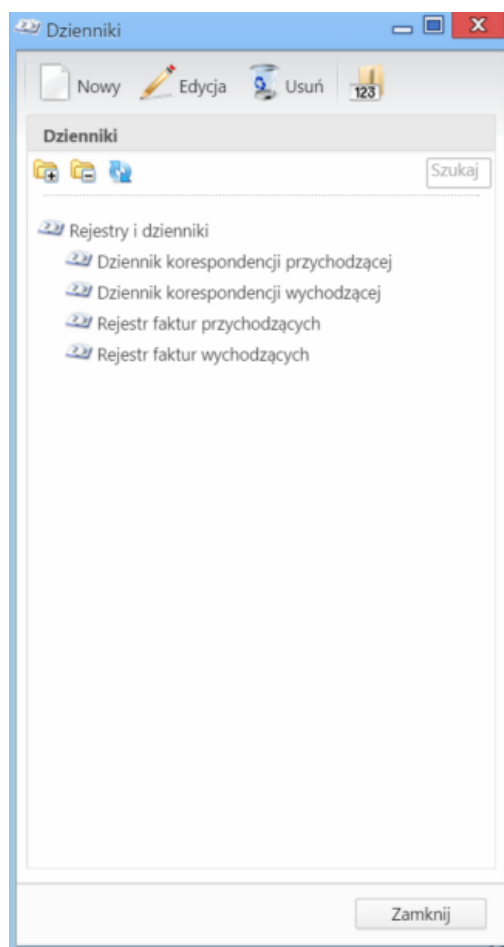 Dzienniki
Nowy Edycja Usuń 123
Dzienniki
Szukaj
Rejestry i dzienniki
Dziennik korespondencji przychodzącej
Dziennik korespondencji wychodzącej
Rejestr faktur przychodzących
Rejestr faktur wychodzących
Zamknij